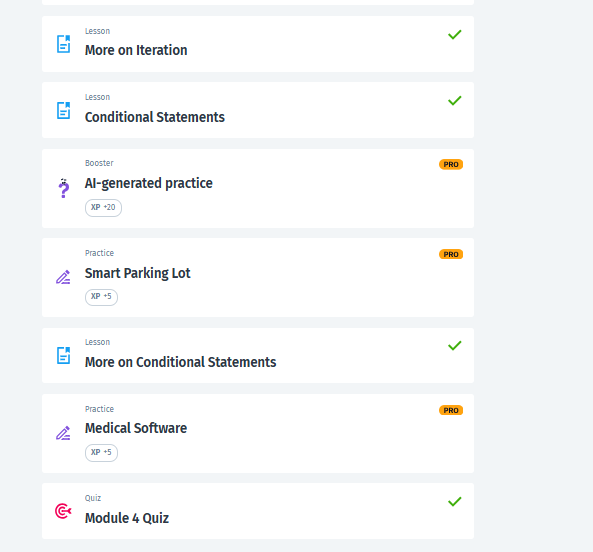 Lesson
More on Iteration
Lesson
Conditional Statements
Booster
PRO
AI-generated practice
XP +20
Practice
PRO
Smart Parking Lot
XP +5
Lesson
More on Conditional Statements
Practice
PRO
Medical Software
XP +5
Quiz
Module 4 Quiz